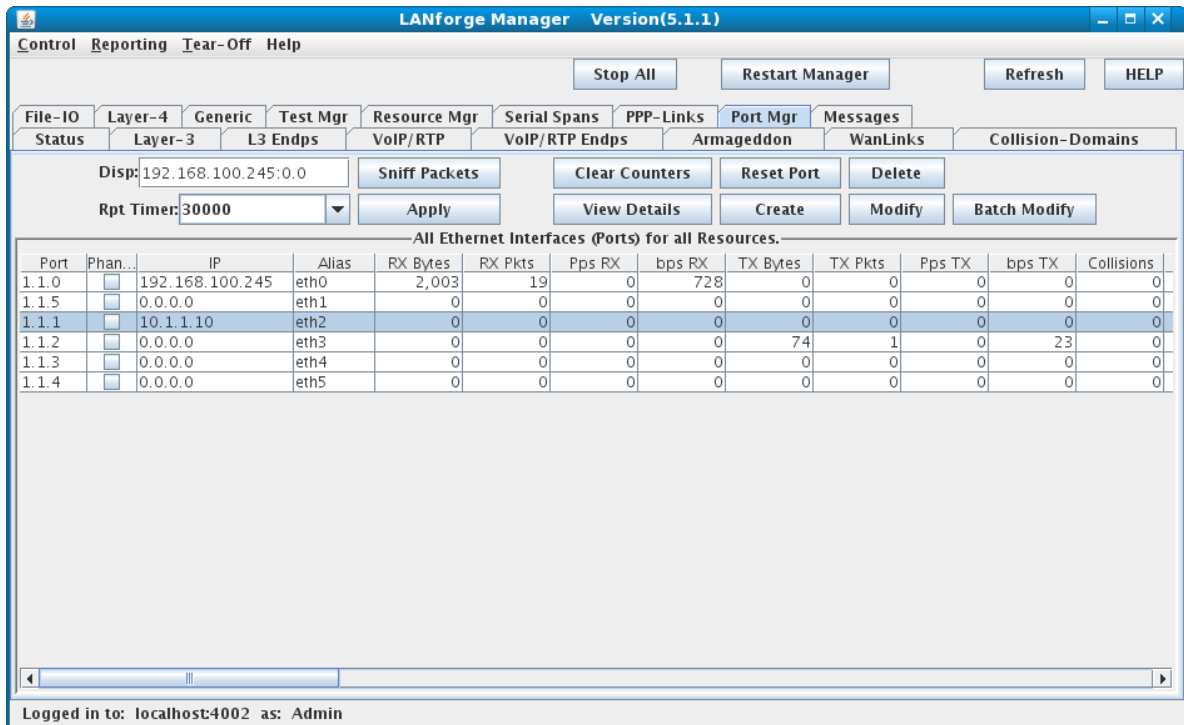 LANforge Manager Version(5.1.1)
Control Reporting Tear-Off Help
Stop All Restart Manager Refresh HELP
File-IO Layer-4 Generic Test Mgr Resource Mgr Serial Spans PPP-Links Port Mgr Messages
Status Layer-3 L3 Endps VoIP/RTP VoIP/RTP Endps Armageddon WanLinks Collision-Domains
Disp: 192.168.100.245:0.0 Sniff Packets Clear Counters Reset Port Delete
Rpt Timer: 30000 Apply View Details Create Modify Batch Modify
All Ethernet Interfaces (Ports) for all Resources.
Port Phan... IP Alias RX Bytes RX Pkts Pps RX bps RX TX Bytes TX Pkts Pps TX bps TX Collisions
1.1.0 192.168.100.245 eth0 2,003 19 0 728 0 0 0 0 0
1.1.5 0.0.0.0 eth1 0 0 0 0 0 0 0 0 0
1.1.1 10.1.1.10 eth2 0 0 0 0 0 0 0 0 0
1.1.2 0.0.0.0 eth3 0 0 0 0 74 1 0 23 0
1.1.3 0.0.0.0 eth4 0 0 0 0 0 0 0 0 0
1.1.4 0.0.0.0 eth5 0 0 0 0 0 0 0 0 0
Logged in to: localhost:4002 as: Admin